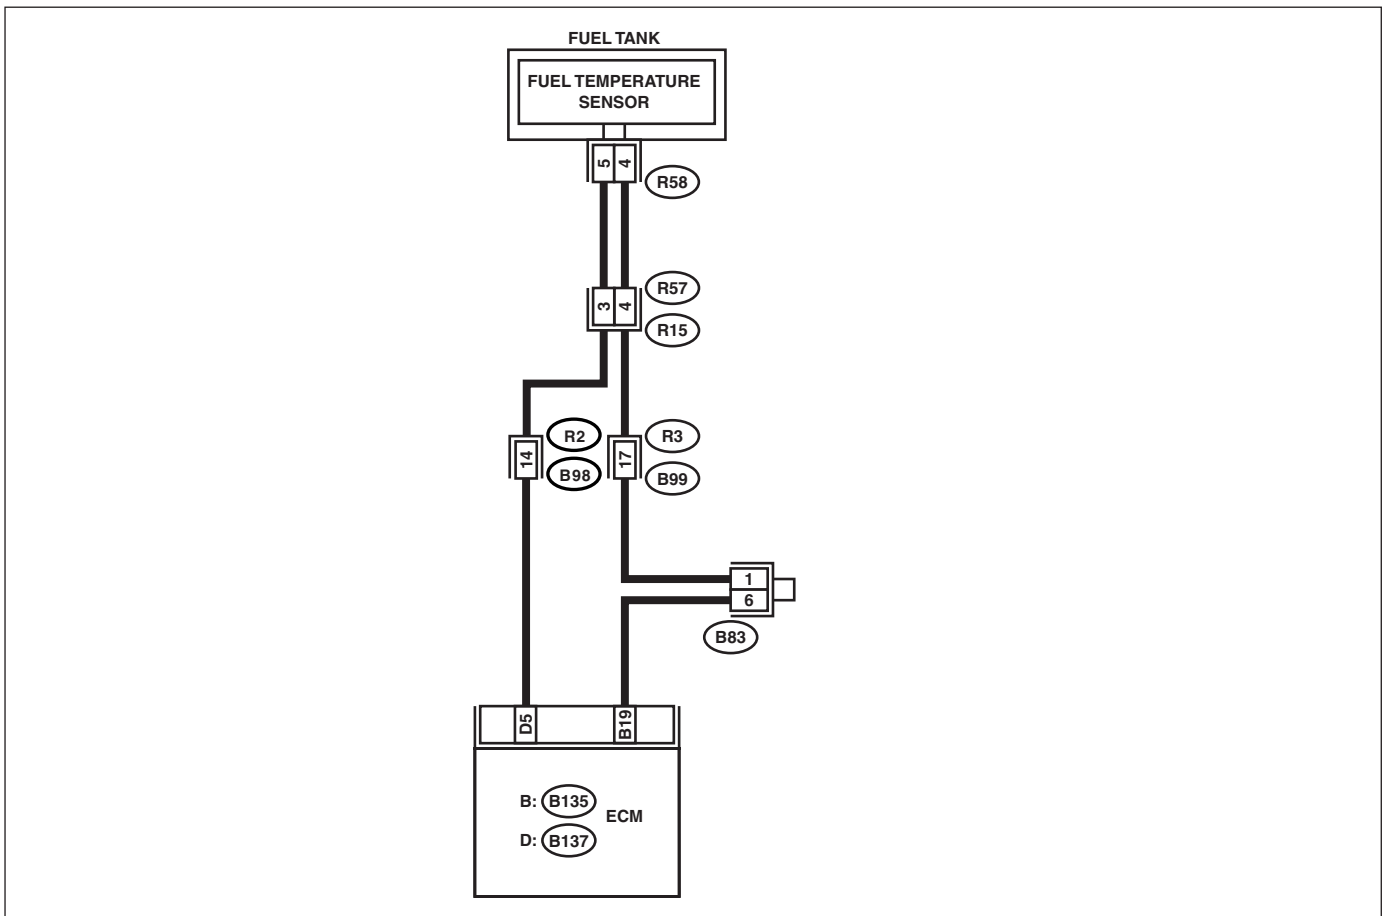 FUEL TANK
FUEL TEMPERATURE
SENSOR
5 4
R58
R57
3 4
R15
R2
R3
14
17
B98
B99
1
6
B83
D5
B19
B: B135
ECM
D: B137